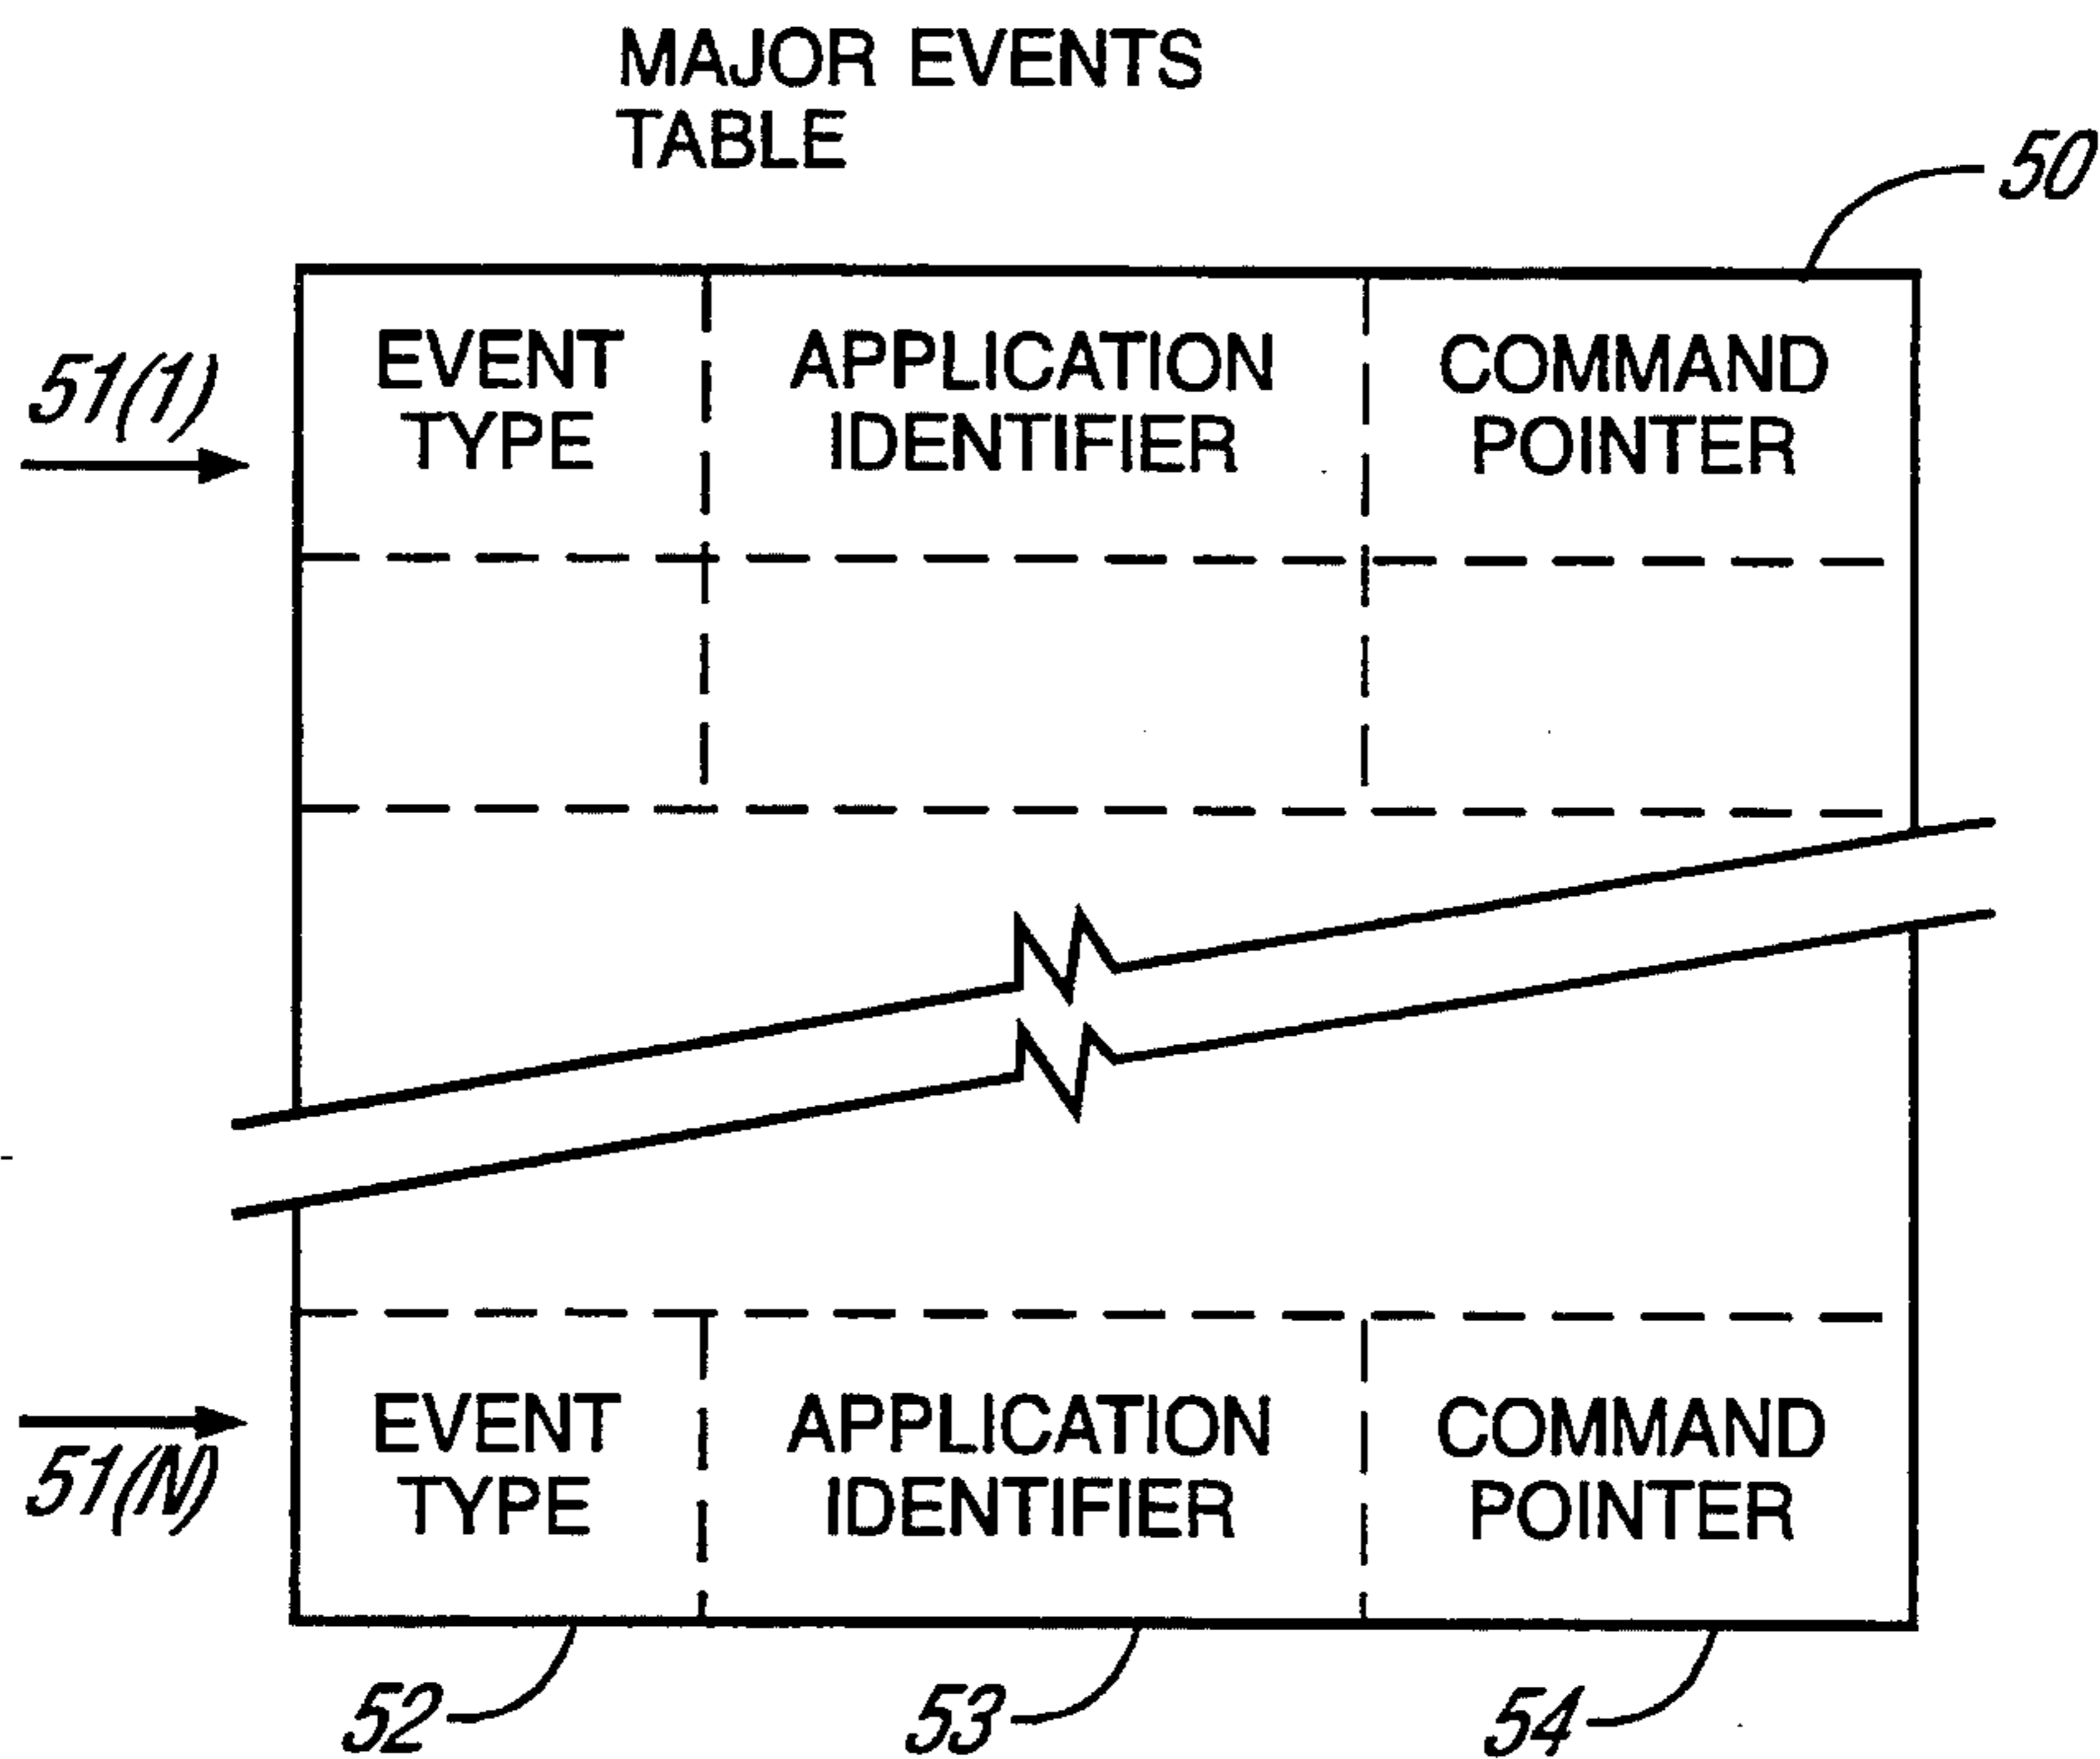 MAJOR EVENTS
TABLE
50
51(1)
EVENT
TYPE
APPLICATION
IDENTIFIER
COMMAND
POINTER
51(N)
EVENT
TYPE
APPLICATION
IDENTIFIER
COMMAND
POINTER
52
53
54